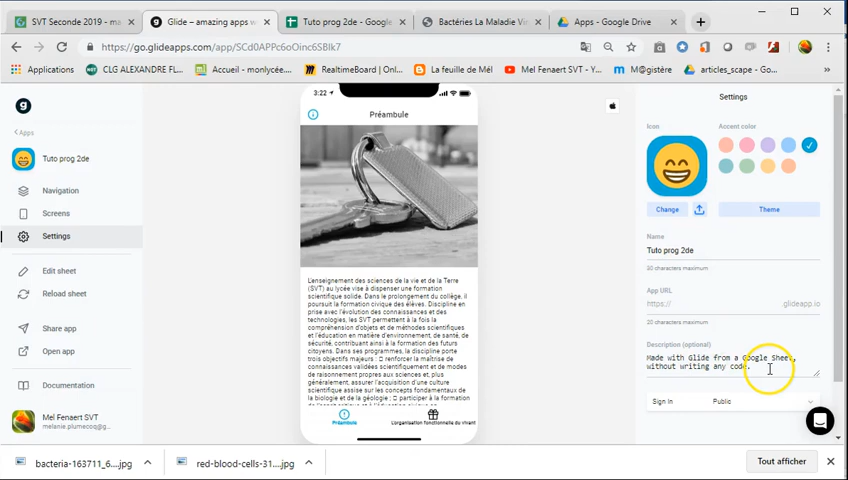 SVT Seconde 2019 - ma
Glide – amazing apps w
Tuto prog 2de - Google
Bactéries La Maladie Vi
Apps - Google Drive
https://go.glideapps.com/app/SCd0APPc6oOinc6SBIk7
Applications
CLG ALEXANDRE FL
Accueil - monlycée.
RealtimeBoard | Onl
La feuille de Mél
Mel Fenaert SVT - Y
M@gistère
articles_scape - Go
Apps
Tuto prog 2de
Navigation
Screens
Settings
Edit sheet
Reload sheet
Share app
Open app
Documentation
Mel Fenaert SVT
melanie.plumecoq@g...
3:22
Préambule
L'enseignement des sciences de la vie et de la Terre
(SVT) au lycée vise à dispenser une formation
scientifique solide. Dans le prolongement du collège, il
poursuit la formation civique des élèves. Discipline en
prise avec l'évolution des connaissances et des
technologies, les SVT permettent à la fois la
compréhension d'objets et de méthodes scientifiques
et l'éducation en matière d'environnement, de santé, de
sécurité, contribuant ainsi à la formation des futurs
citoyens. Dans ses programmes, la discipline porte
trois objectifs majeurs : renforcer la maîtrise de
connaissances validées scientifiquement et de modes
de raisonnement propres aux sciences et, plus
généralement, assurer l'acquisition d'une culture
scientifique assise sur les concepts fondamentaux de
la biologie et de la géologie ; participer à la formation
Préambule
L'organisation fonctionnelle du vivant
Settings
Icon
Accent color
Change
Theme
Name
Tuto prog 2de
30 characters maximum
App URL
https://
.glideapp.io
20 characters maximum
Description (optional)
Made with Glide from a Google Sheet,
without writing any code.
Sign In
Public
bacteria-163711_6....jpg
red-blood-cells-31....jpg
Tout afficher